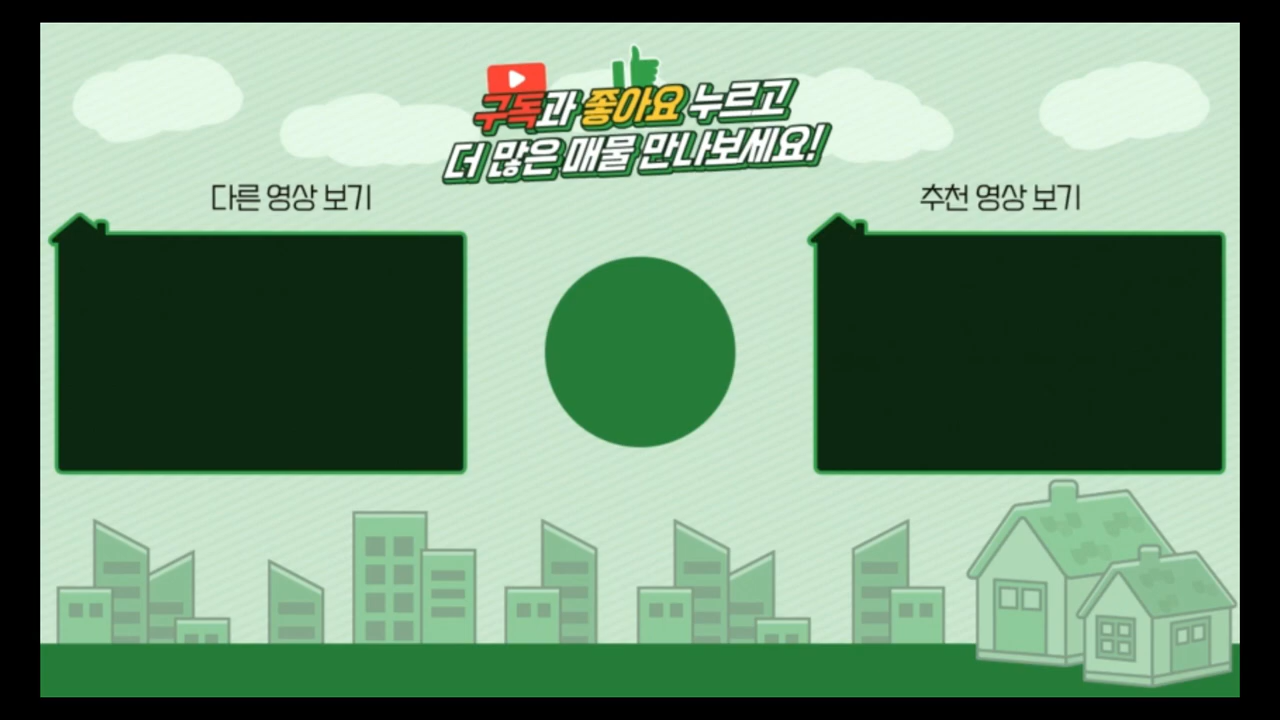 구독과 좋아요 누르고
더 많은 매물 만나보세요!
다른 영상 보기
추천 영상 보기